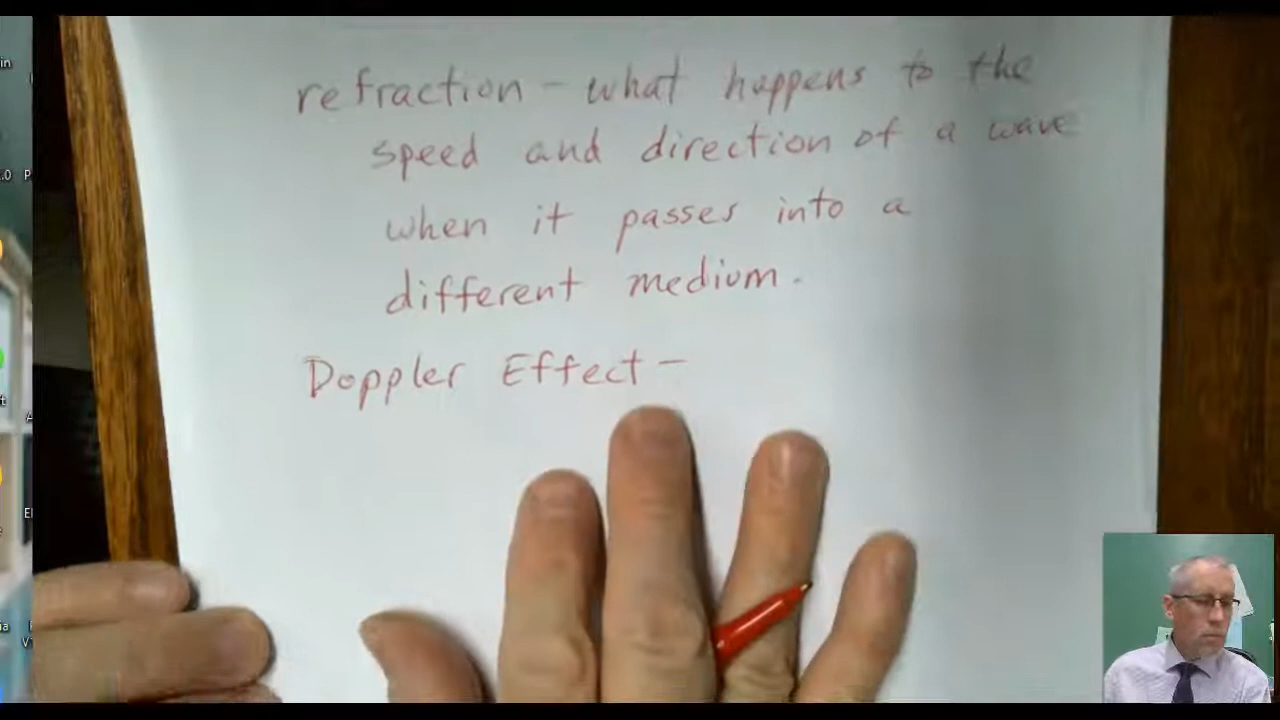 refraction – what happens to the
speed and direction of a wave
when it passes into a
different medium.
Doppler Effect –